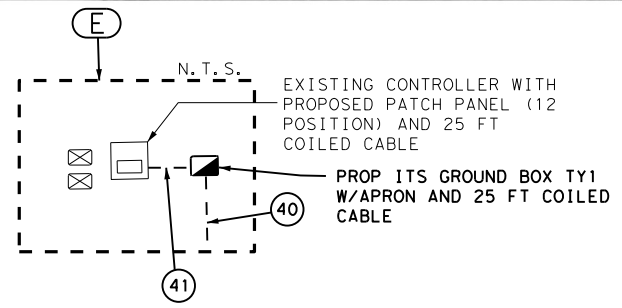 E
N.T.S.
EXISTING CONTROLLER WITH
PROPOSED PATCH PANEL (12
POSITION) AND 25 FT
COILED CABLE
PROP ITS GROUND BOX TY1
W/APRON AND 25 FT COILED
CABLE
40
41